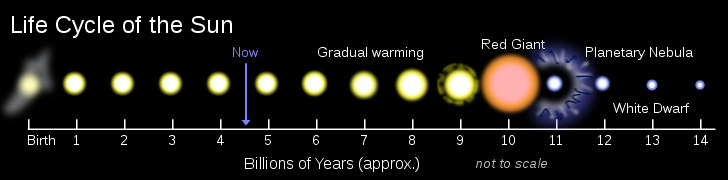 Life Cycle of the Sun
Now
Gradual warming
Red Giant
Planetary Nebula
White Dwarf
Birth 1 2 3 4 5 6 7 8 9 10 11 12 13 14
Billions of Years (approx.)
not to scale